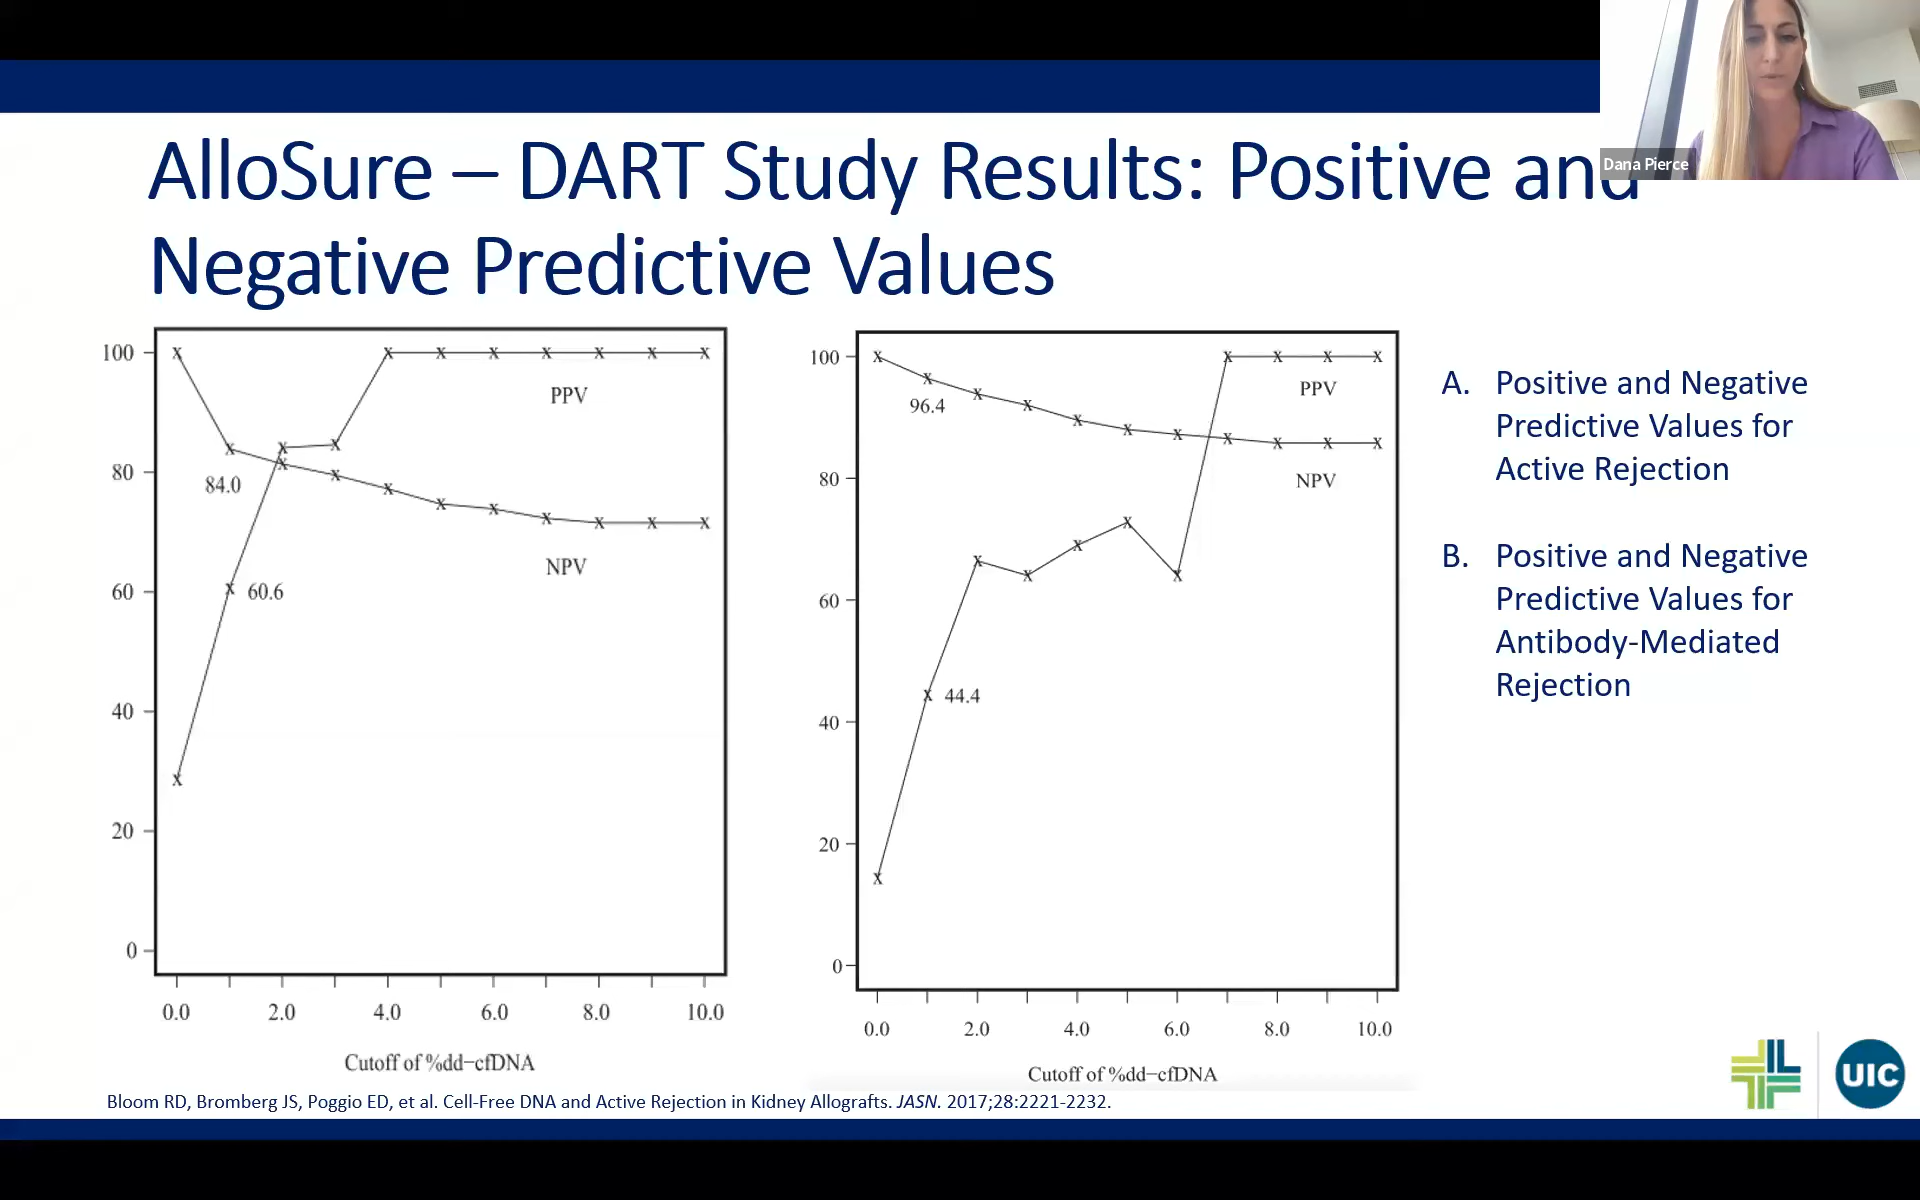 Dana Pierce
AlloSure – DART Study Results: Positive and
Negative Predictive Values
100
80
60
40
20
0
PPV
84.0
60.6
NPV
0.0 2.0 4.0 6.0 8.0 10.0
Cutoff of %dd−cfDNA
100
80
60
40
20
0
PPV
96.4
NPV
44.4
0.0 2.0 4.0 6.0 8.0 10.0
Cutoff of %dd−cfDNA
A. Positive and Negative
Predictive Values for
Active Rejection
B. Positive and Negative
Predictive Values for
Antibody-Mediated
Rejection
Bloom RD, Bromberg JS, Poggio ED, et al. Cell-Free DNA and Active Rejection in Kidney Allografts. JASN. 2017;28:2221-2232.
UIC